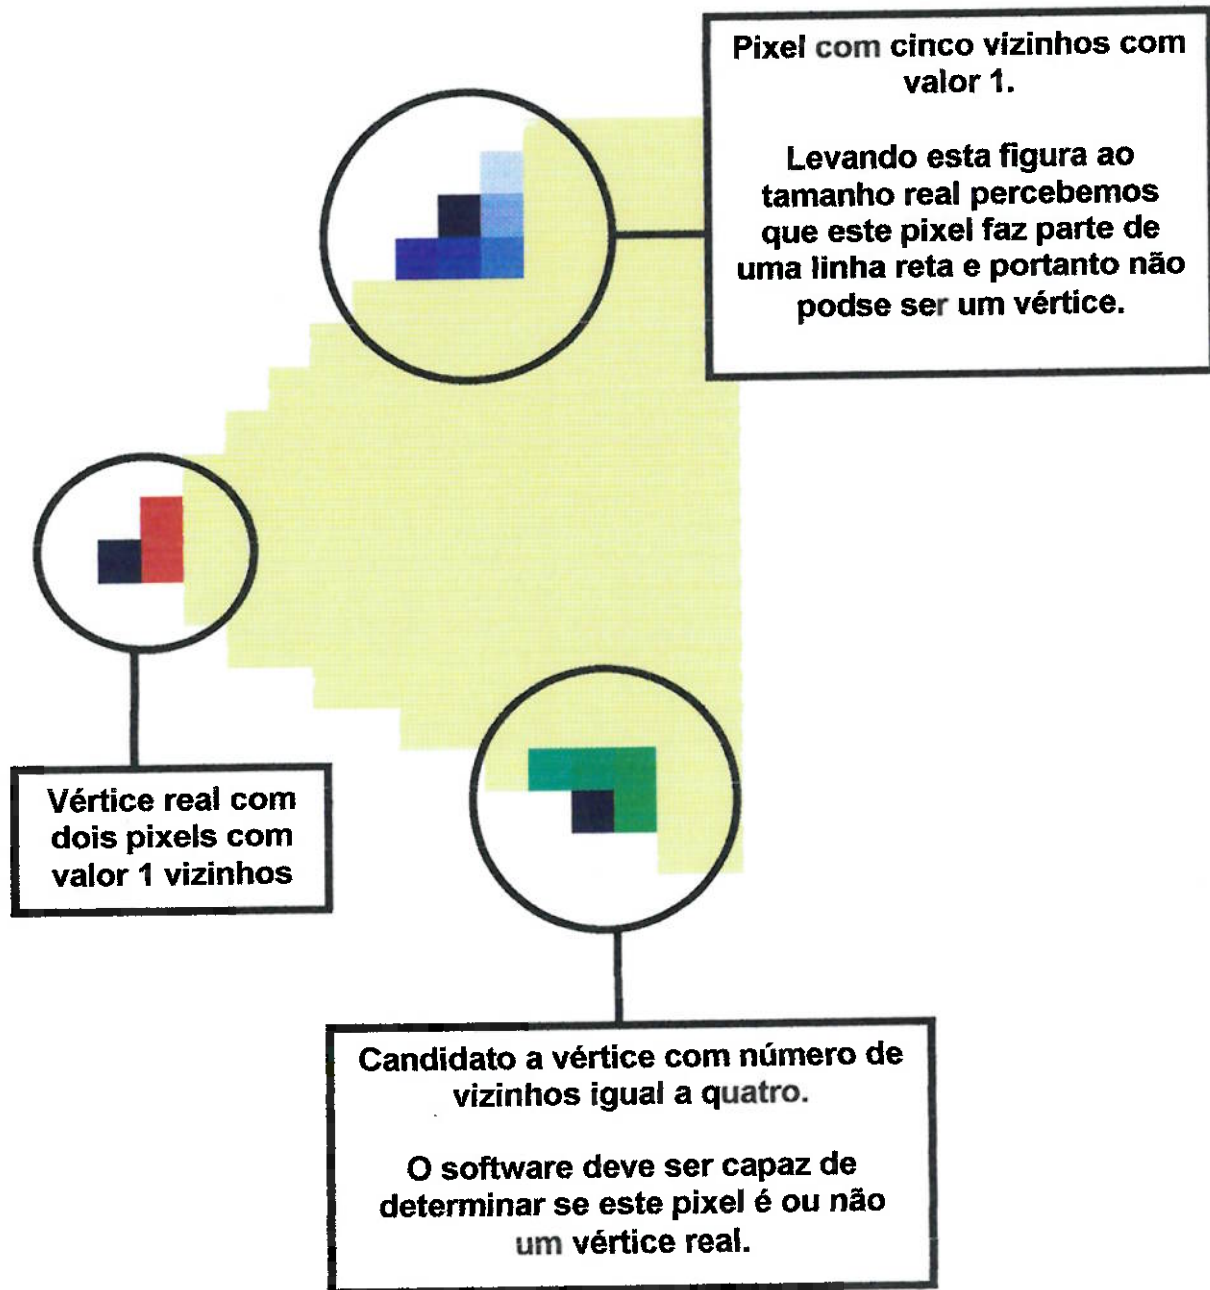 Pixel com cinco vizinhos com
valor 1.
Levando esta figura ao
tamanho real percebemos
que este pixel faz parte de
uma linha reta e portanto não
podse ser um vértice.
Vértice real com
dois pixels com
valor 1 vizinhos
Candidato a vértice com número de
vizinhos igual a quatro.
O software deve ser capaz de
determinar se este pixel é ou não
um vértice real.